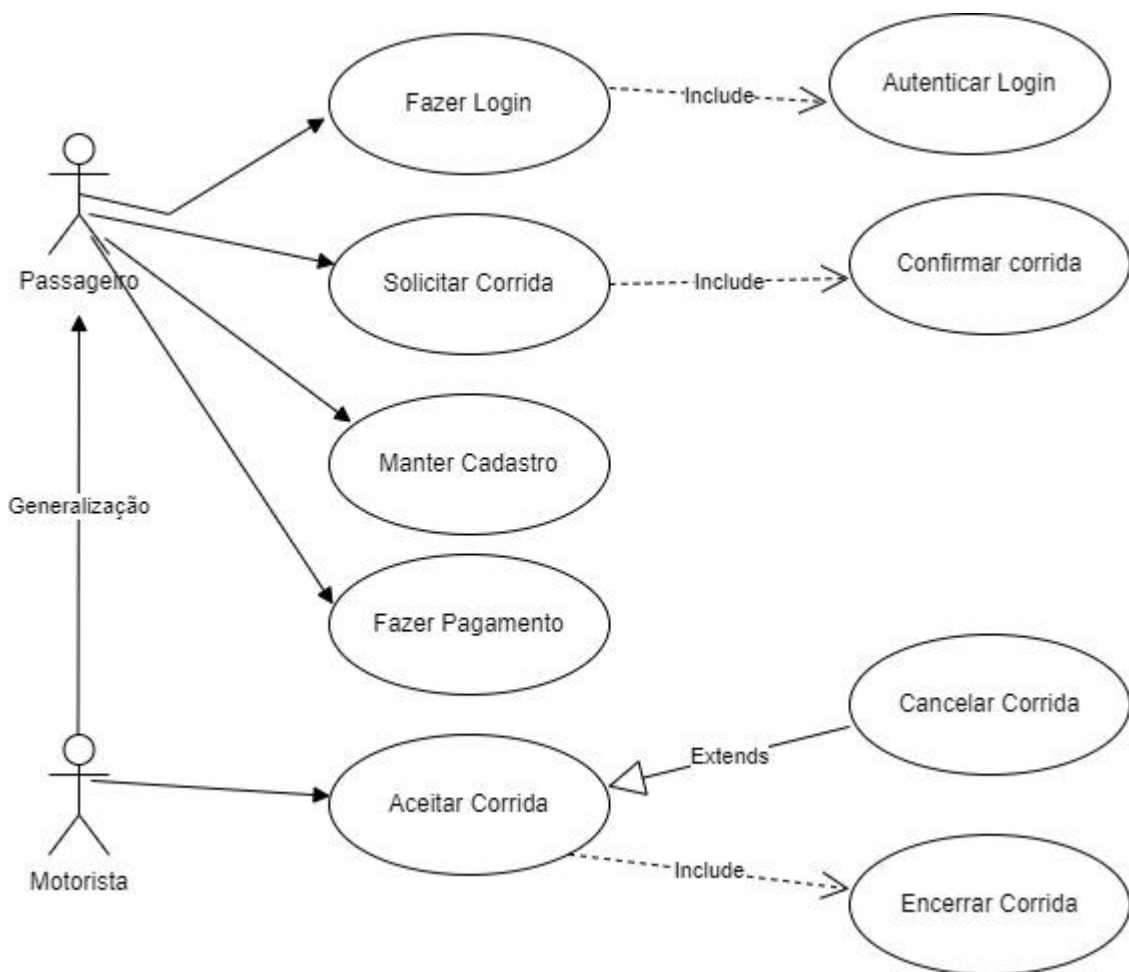 Fazer Login
Include
Autenticar Login
Passageiro
Solicitar Corrida
Include
Confirmar corrida
Manter Cadastro
Generalização
Fazer Pagamento
Cancelar Corrida
Extends
Aceitar Corrida
Motorista
Include
Encerrar Corrida